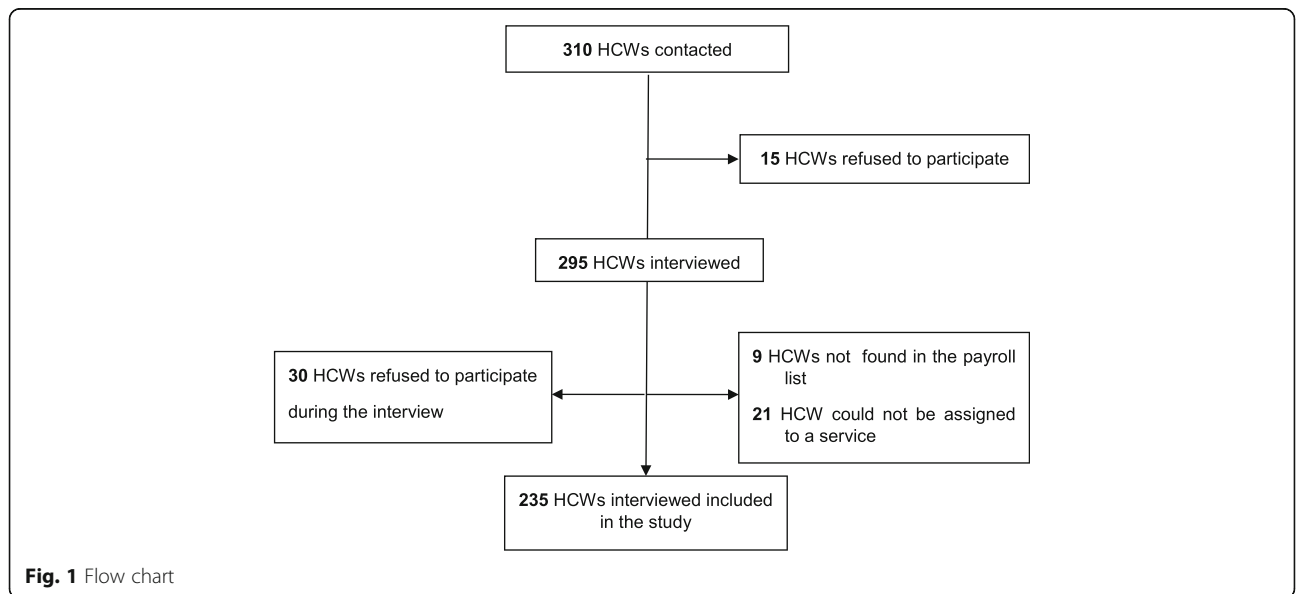 310 HCWs contacted
15 HCWs refused to participate
295 HCWs interviewed
30 HCWs refused to participate
during the interview
9 HCWs not found in the payroll
list
21 HCW could not be assigned
to a service
235 HCWs interviewed included
in the study
Fig. 1 Flow chart